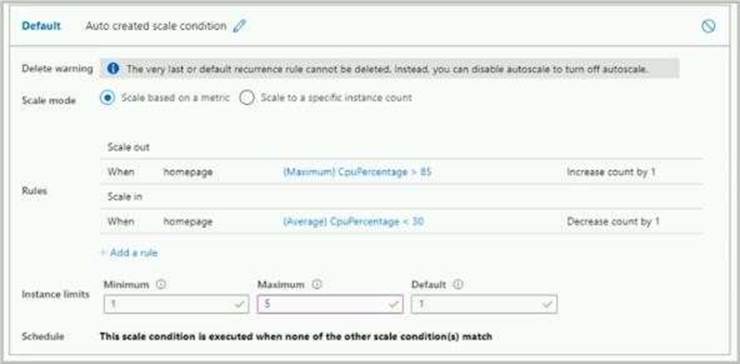 Default Auto created scale condition
Delete warning The very last or default recurrence rule cannot be deleted. Instead, you can disable autoscale to turn off autoscale.
Scale mode Scale based on a metric Scale to a specific instance count
Scale out
When homepage (Maximum) CpuPercentage > 85 Increase count by 1
Rules
Scale in
When homepage (Average) CpuPercentage < 30 Decrease count by 1
+ Add a rule
Minimum Maximum Default
Instance limits 1 5 1
Schedule This scale condition is executed when none of the other scale condition(s) match